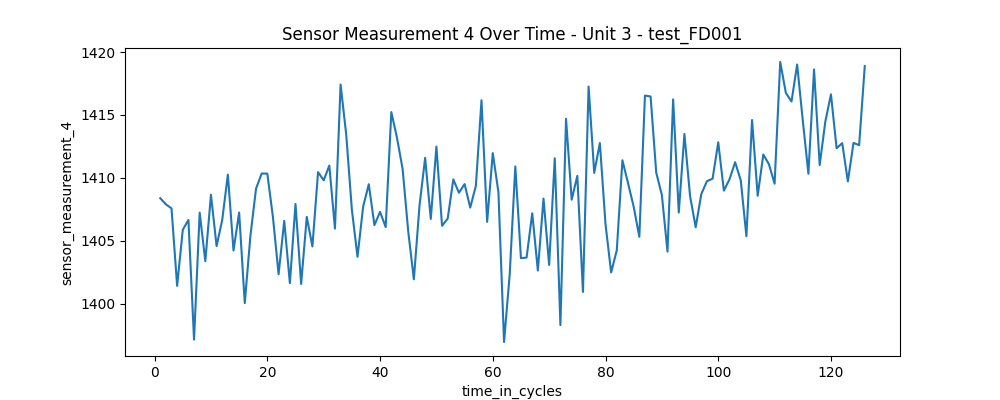 Sensor Measurement 4 Over Time - Unit 3 - test_FD001
1420
1415
1410
1405
1400
sensor_measurement_4
0 20 40 60 80 100 120
time_in_cycles